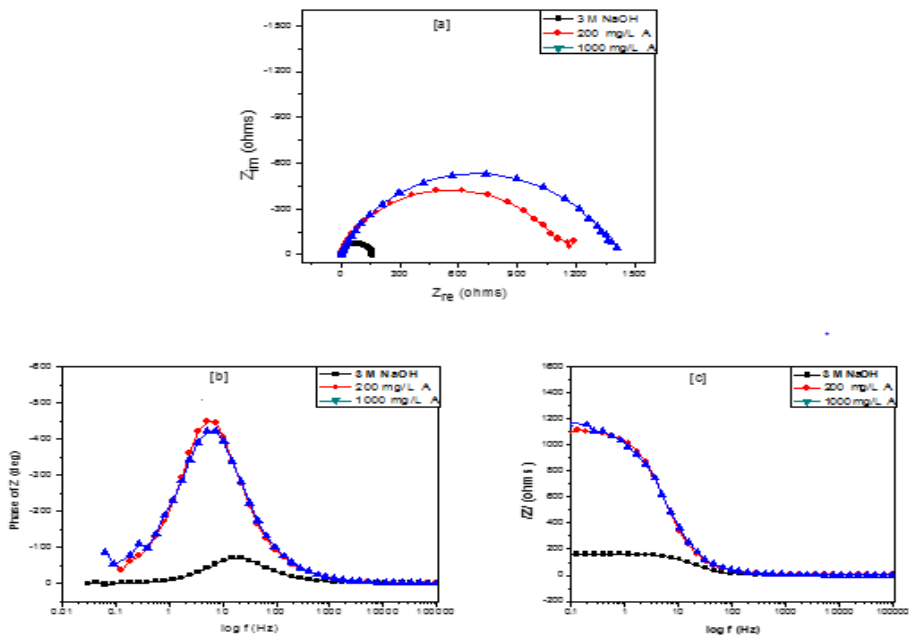 [a]
3 M NaOH
200 mg/L A
1000 mg/L A
-1500
-1200
-900
-600
-300
0
Zim (ohms)
0 300 600 900 1200 1500
Zre (ohms)
[b]
3 M NaOH
200 mg/L A
1000 mg/L A
-600
-500
-400
-300
-200
-100
0
Phase of Z (deg)
0.01 0.1 1 10 100
log f (Hz)
[c]
3 M NaOH
200 mg/L A
1000 mg/L A
1600
1400
1200
1000
800
600
400
200
0
-200
/Z/ (ohms)
0.1 1 10 100 1000 10000 100000
log f (Hz)